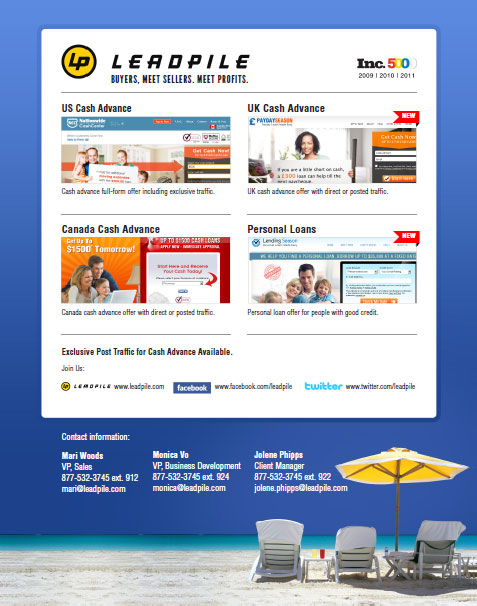 LP LEADPILE
BUYERS, MEET SELLERS. MEET PROFITS.
Inc. 500
2009 | 2010 | 2011
US Cash Advance
Nationwide
CashCenter
Get Cash Now
Cash advance full-form offer including exclusive traffic.
UK Cash Advance
NEW
PAYDAYSEASON
Get Cash Now
If you are a little short on cash,
a £300 loan can help till the
next paycheque.
UK cash advance offer with direct or posted traffic.
Canada Cash Advance
Get Up To
$1500 Tomorrow!
UP TO $1500 CASH LOANS
APPLY NOW - IMMEDIATE APPROVAL
Start Here and Receive
Your Cash Today!
Canada cash advance offer with direct or posted traffic.
Personal Loans
NEW
Lending Season
WE HELP YOU FIND A PERSONAL LOAN, BORROW UP TO $35,000 AT A FIXED RATE
Personal loan offer for people with good credit.
Exclusive Post Traffic for Cash Advance Available.
Join Us:
LP LEADPILE www.leadpile.com
facebook www.facebook.com/leadpile
twitter www.twitter.com/leadpile
Contact information:
Mari Woods
VP, Sales
877-532-3745 ext. 912
mari@leadpile.com
Monica Vo
VP, Business Development
877-532-3745 ext. 924
monica@leadpile.com
Jolene Phipps
Client Manager
877-532-3745 ext. 922
jolene.phipps@leadpile.com